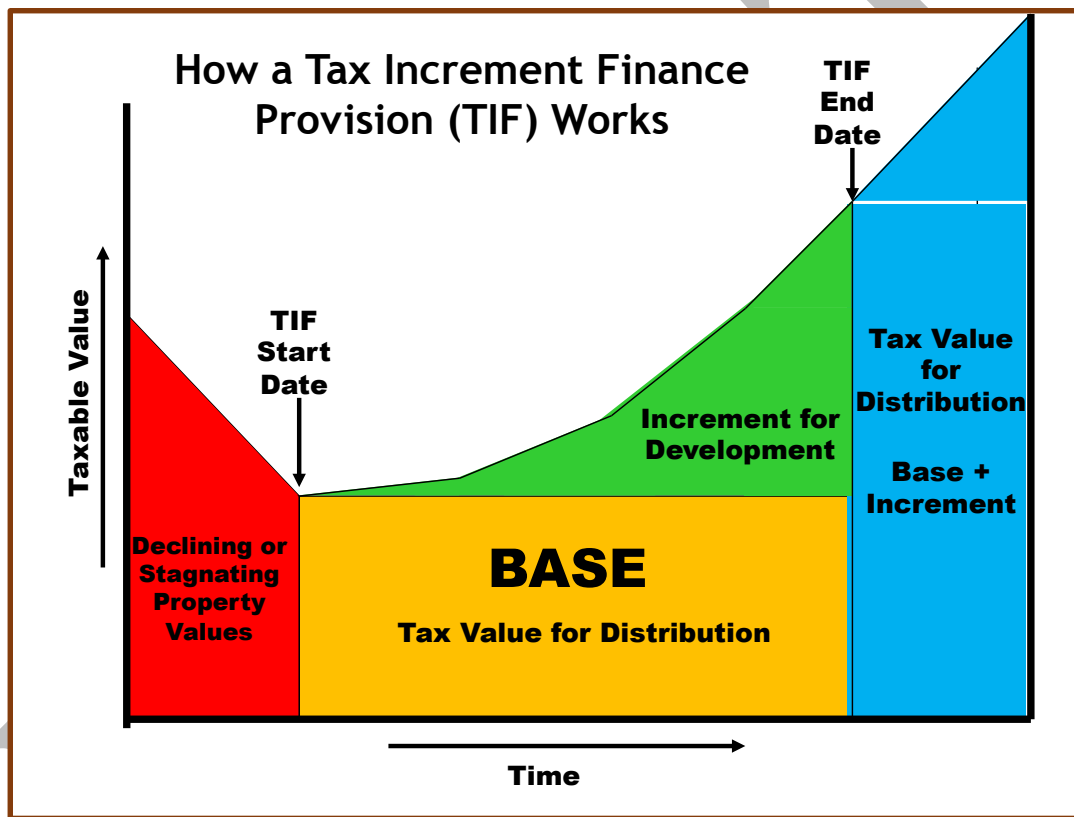 How a Tax Increment Finance
Provision (TIF) Works
TIF
End
Date
Taxable Value
TIF
Start
Date
Increment for
Development
Tax Value
for
Distribution
Base +
Increment
Declining or
Stagnating
Property
Values
BASE
Tax Value for Distribution
Time